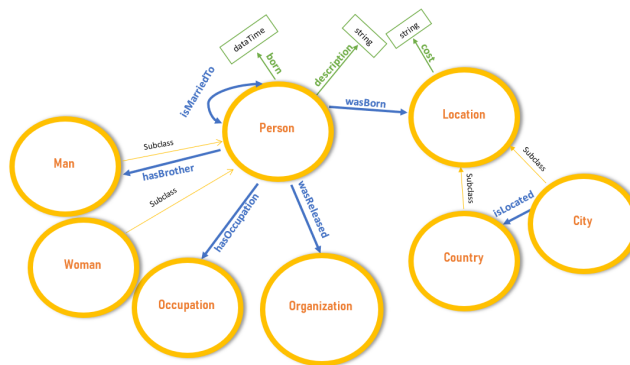 dataTime
string
string
born
description
cost
isMarriedTo
wasBorn
Person
Location
Subclass
Man
hasBrother
Subclass
wasReleased
hasOccupation
Subclass
Subclass
isLocated
City
Woman
Country
Occupation
Organization